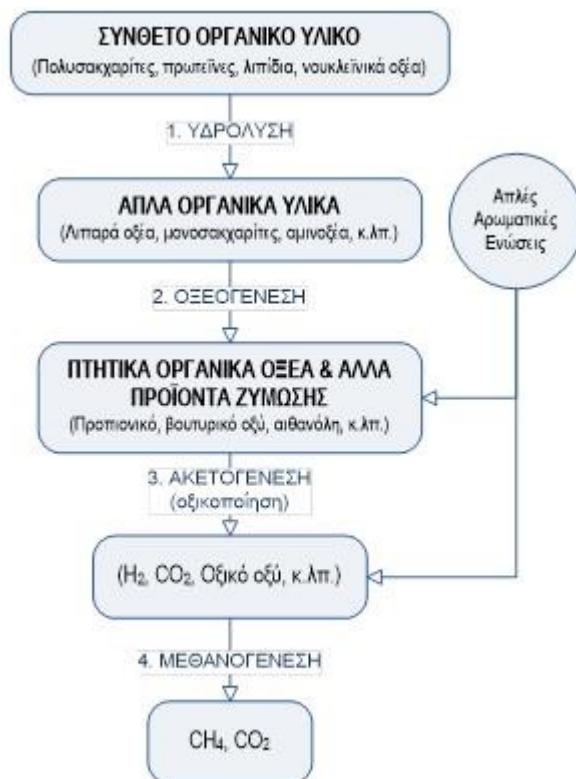 ΣΥΝΘΕΤΟ ΟΡΓΑΝΙΚΟ ΥΛΙΚΟ
(Πολυσακχαρίτες, πρωτεΐνες, λιπίδια, νουκλεϊνικά οξέα)
1. ΥΔΡΟΛΥΣΗ
ΑΠΛΑ ΟΡΓΑΝΙΚΑ ΥΛΙΚΑ
(Λιπαρά οξέα, μονοσακχαρίτες, αμινοξέα, κ.λπ.)
Απλές
Αρωματικές
Ενώσεις
2. ΟΞΕΟΓΕΝΕΣΗ
ΠΤΗΤΙΚΑ ΟΡΓΑΝΙΚΑ ΟΞΕΑ & ΑΛΛΑ
ΠΡΟΪΟΝΤΑ ΖΥΜΩΣΗΣ
(Προπιονικό, βουτυρικό οξύ, αιθανόλη, κ.λπ.)
3. ΑΚΕΤΟΓΕΝΕΣΗ
(οξικοποίηση)
(H₂, CO₂, Οξικό οξύ, κ.λπ.)
4. ΜΕΘΑΝΟΓΕΝΕΣΗ
CH₄, CO₂